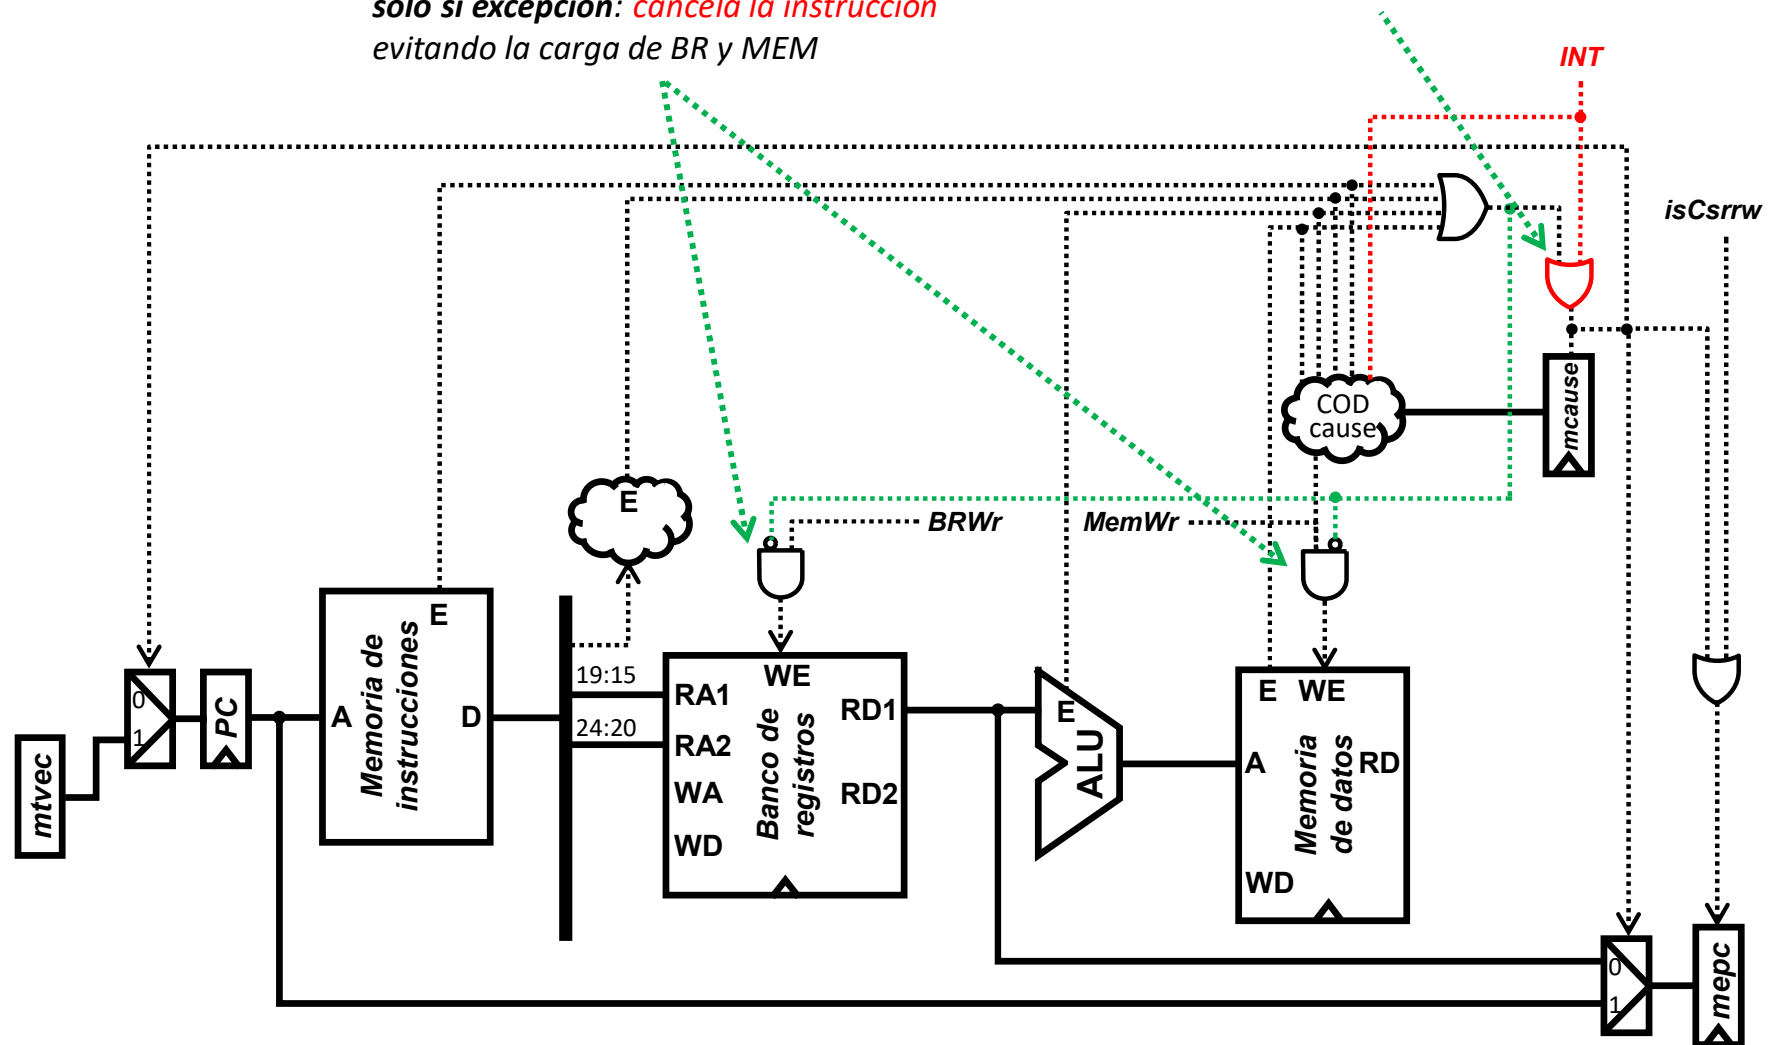 solo si excepción: cancela la instrucción
evitando la carga de BR y MEM
INT
isCsrrw
COD
cause
mcause
E
BRWr
MemWr
mtvec
0
1
PC
A
Memoria de
instrucciones
E
D
19:15
24:20
RA1
RA2
WA
WD
WE
Banco de
registros
RD1
RD2
E
ALU
E
WE
A
Memoria
de datos
RD
WD
0
1
mepc